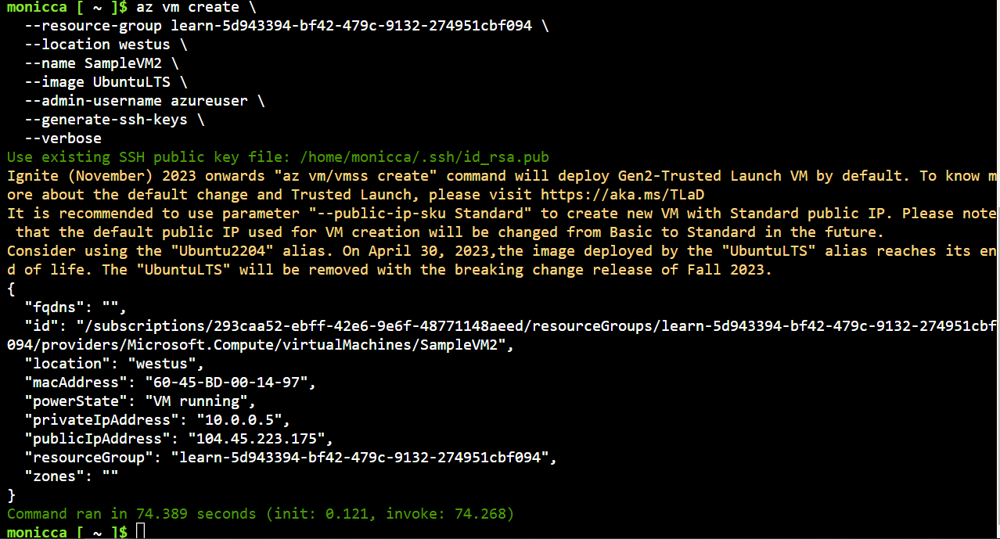 monicca [ ~ ]$ az vm create \
  --resource-group learn-5d943394-bf42-479c-9132-274951cbf094 \
  --location westus \
  --name SampleVM2 \
  --image UbuntuLTS \
  --admin-username azureuser \
  --generate-ssh-keys \
  --verbose
Use existing SSH public key file: /home/monicca/.ssh/id_rsa.pub
Ignite (November) 2023 onwards "az vm/vmss create" command will deploy Gen2-Trusted Launch VM by default. To know m
ore about the default change and Trusted Launch, please visit https://aka.ms/TLaD
It is recommended to use parameter "--public-ip-sku Standard" to create new VM with Standard public IP. Please note
 that the default public IP used for VM creation will be changed from Basic to Standard in the future.
Consider using the "Ubuntu2204" alias. On April 30, 2023,the image deployed by the "UbuntuLTS" alias reaches its en
d of life. The "UbuntuLTS" will be removed with the breaking change release of Fall 2023.
{
  "fqdns": "",
  "id": "/subscriptions/293caa52-ebff-42e6-9e6f-48771148aeed/resourceGroups/learn-5d943394-bf42-479c-9132-274951cbf
094/providers/Microsoft.Compute/virtualMachines/SampleVM2",
  "location": "westus",
  "macAddress": "60-45-BD-00-14-97",
  "powerState": "VM running",
  "privateIpAddress": "10.0.0.5",
  "publicIpAddress": "104.45.223.175",
  "resourceGroup": "learn-5d943394-bf42-479c-9132-274951cbf094",
  "zones": ""
}
Command ran in 74.389 seconds (init: 0.121, invoke: 74.268)
monicca [ ~ ]$